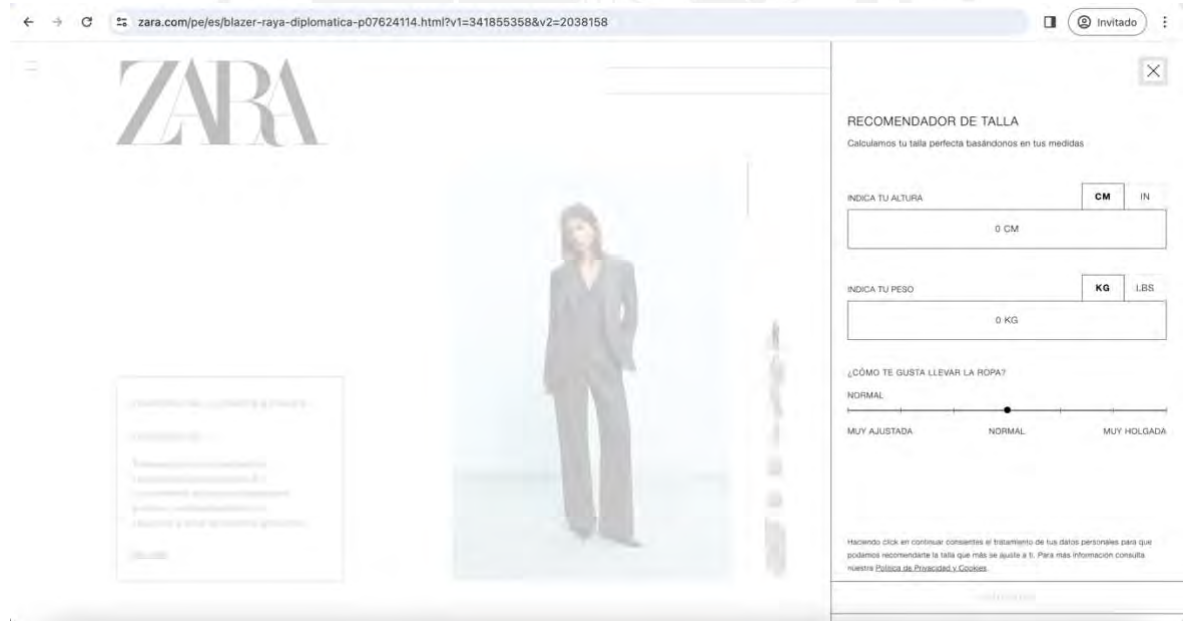 zara.com/pe/es/blazer-raya-diplomatica-p07624114.html?v1=341855358&v2=2038158
Invitado
ZARA
RECOMENDADOR DE TALLA
Calculamos tu talla perfecta basándonos en tus medidas
INDICA TU ALTURA
CM
IN
0 CM
INDICA TU PESO
KG
LBS
0 KG
¿CÓMO TE GUSTA LLEVAR LA ROPA?
NORMAL
MUY AJUSTADA
NORMAL
MUY HOLGADA
Haciendo click en continuar consientes el tratamiento de tus datos personales para que
podamos recomendarte la talla que más se ajuste a ti. Para más información consulta
nuestra Política de Privacidad y Cookies.